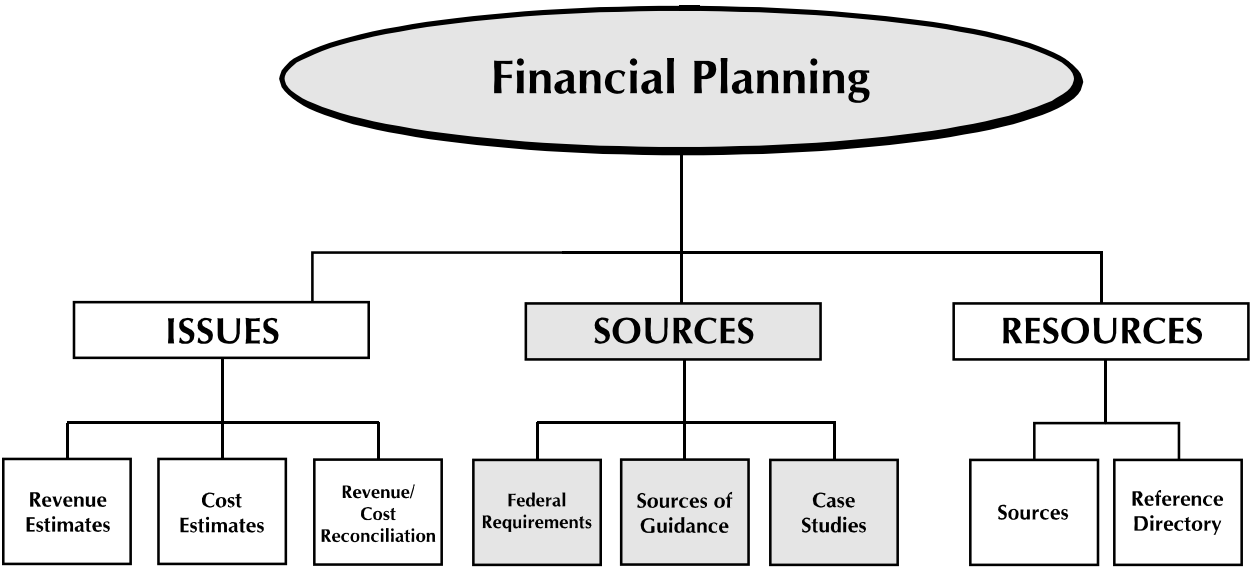 Financial Planning
ISSUES
SOURCES
RESOURCES
Revenue
Estimates
Cost
Estimates
Revenue/
Cost
Reconciliation
Federal
Requirements
Sources of
Guidance
Case
Studies
Sources
Reference
Directory